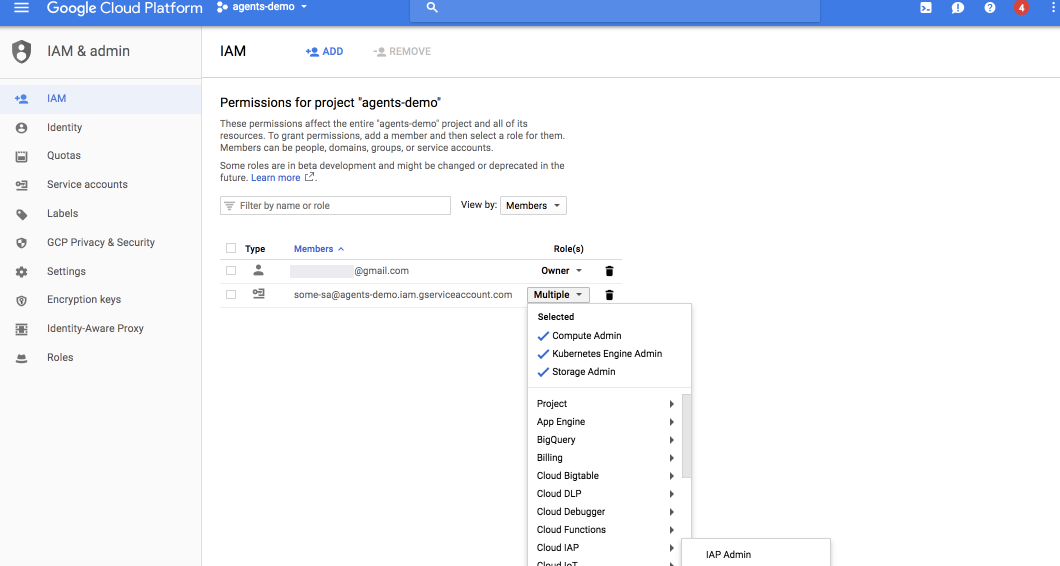 Google Cloud Platform agents-demo 4
IAM & admin
IAM
Identity
Quotas
Service accounts
Labels
GCP Privacy & Security
Settings
Encryption keys
Identity-Aware Proxy
Roles
IAM ADD REMOVE
Permissions for project "agents-demo"
These permissions affect the entire "agents-demo" project and all of its
resources. To grant permissions, add a member and then select a role for them.
Members can be people, domains, groups, or service accounts.
Some roles are in beta development and might be changed or deprecated in the
future. Learn more .
Filter by name or role View by: Members
Type Members Role(s)
@gmail.com Owner
some-sa@agents-demo.iam.gserviceaccount.com Multiple
Selected
Compute Admin
Kubernetes Engine Admin
Storage Admin
Project
App Engine
BigQuery
Billing
Cloud Bigtable
Cloud DLP
Cloud Debugger
Cloud Functions
Cloud IAP
IAP Admin
Cloud IoT